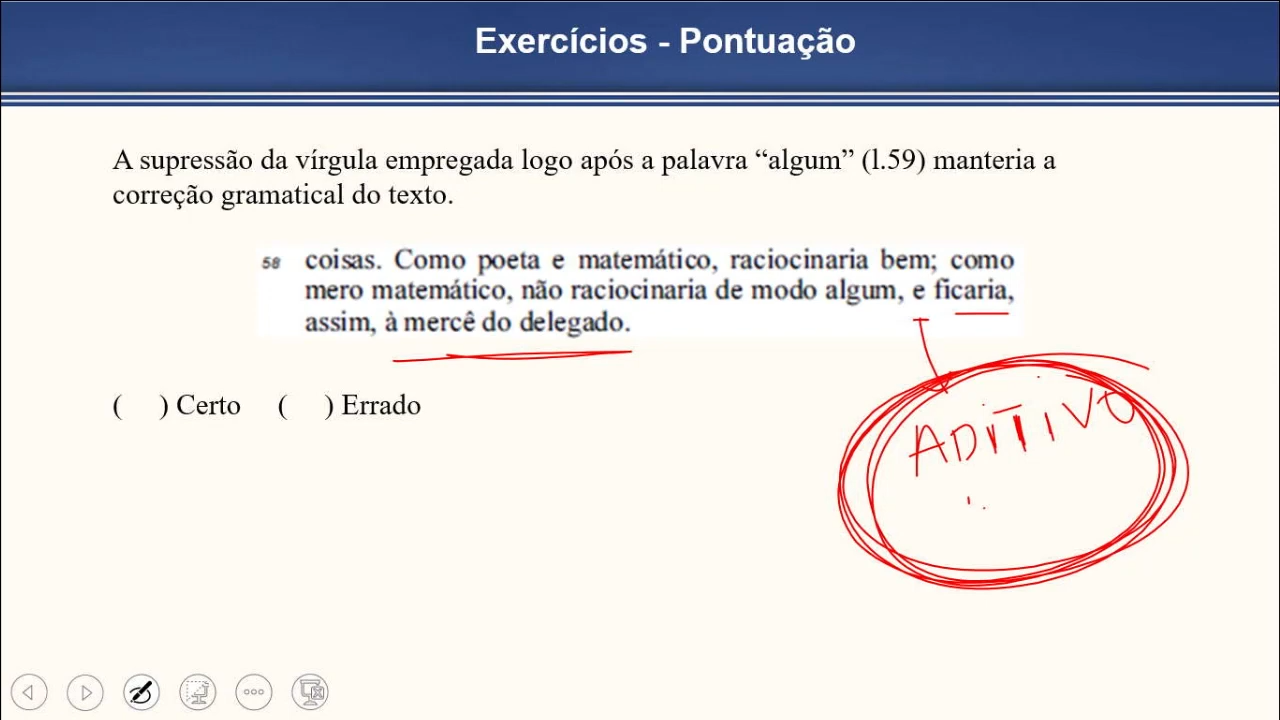 Exercícios - Pontuação
A supressão da vírgula empregada logo após a palavra “algum” (l.59) manteria a
correção gramatical do texto.
58 coisas. Como poeta e matemático, raciocinaria bem; como
mero matemático, não raciocinaria de modo algum, e ficaria,
assim, à mercê do delegado.
( ) Certo ( ) Errado
ADITIVO